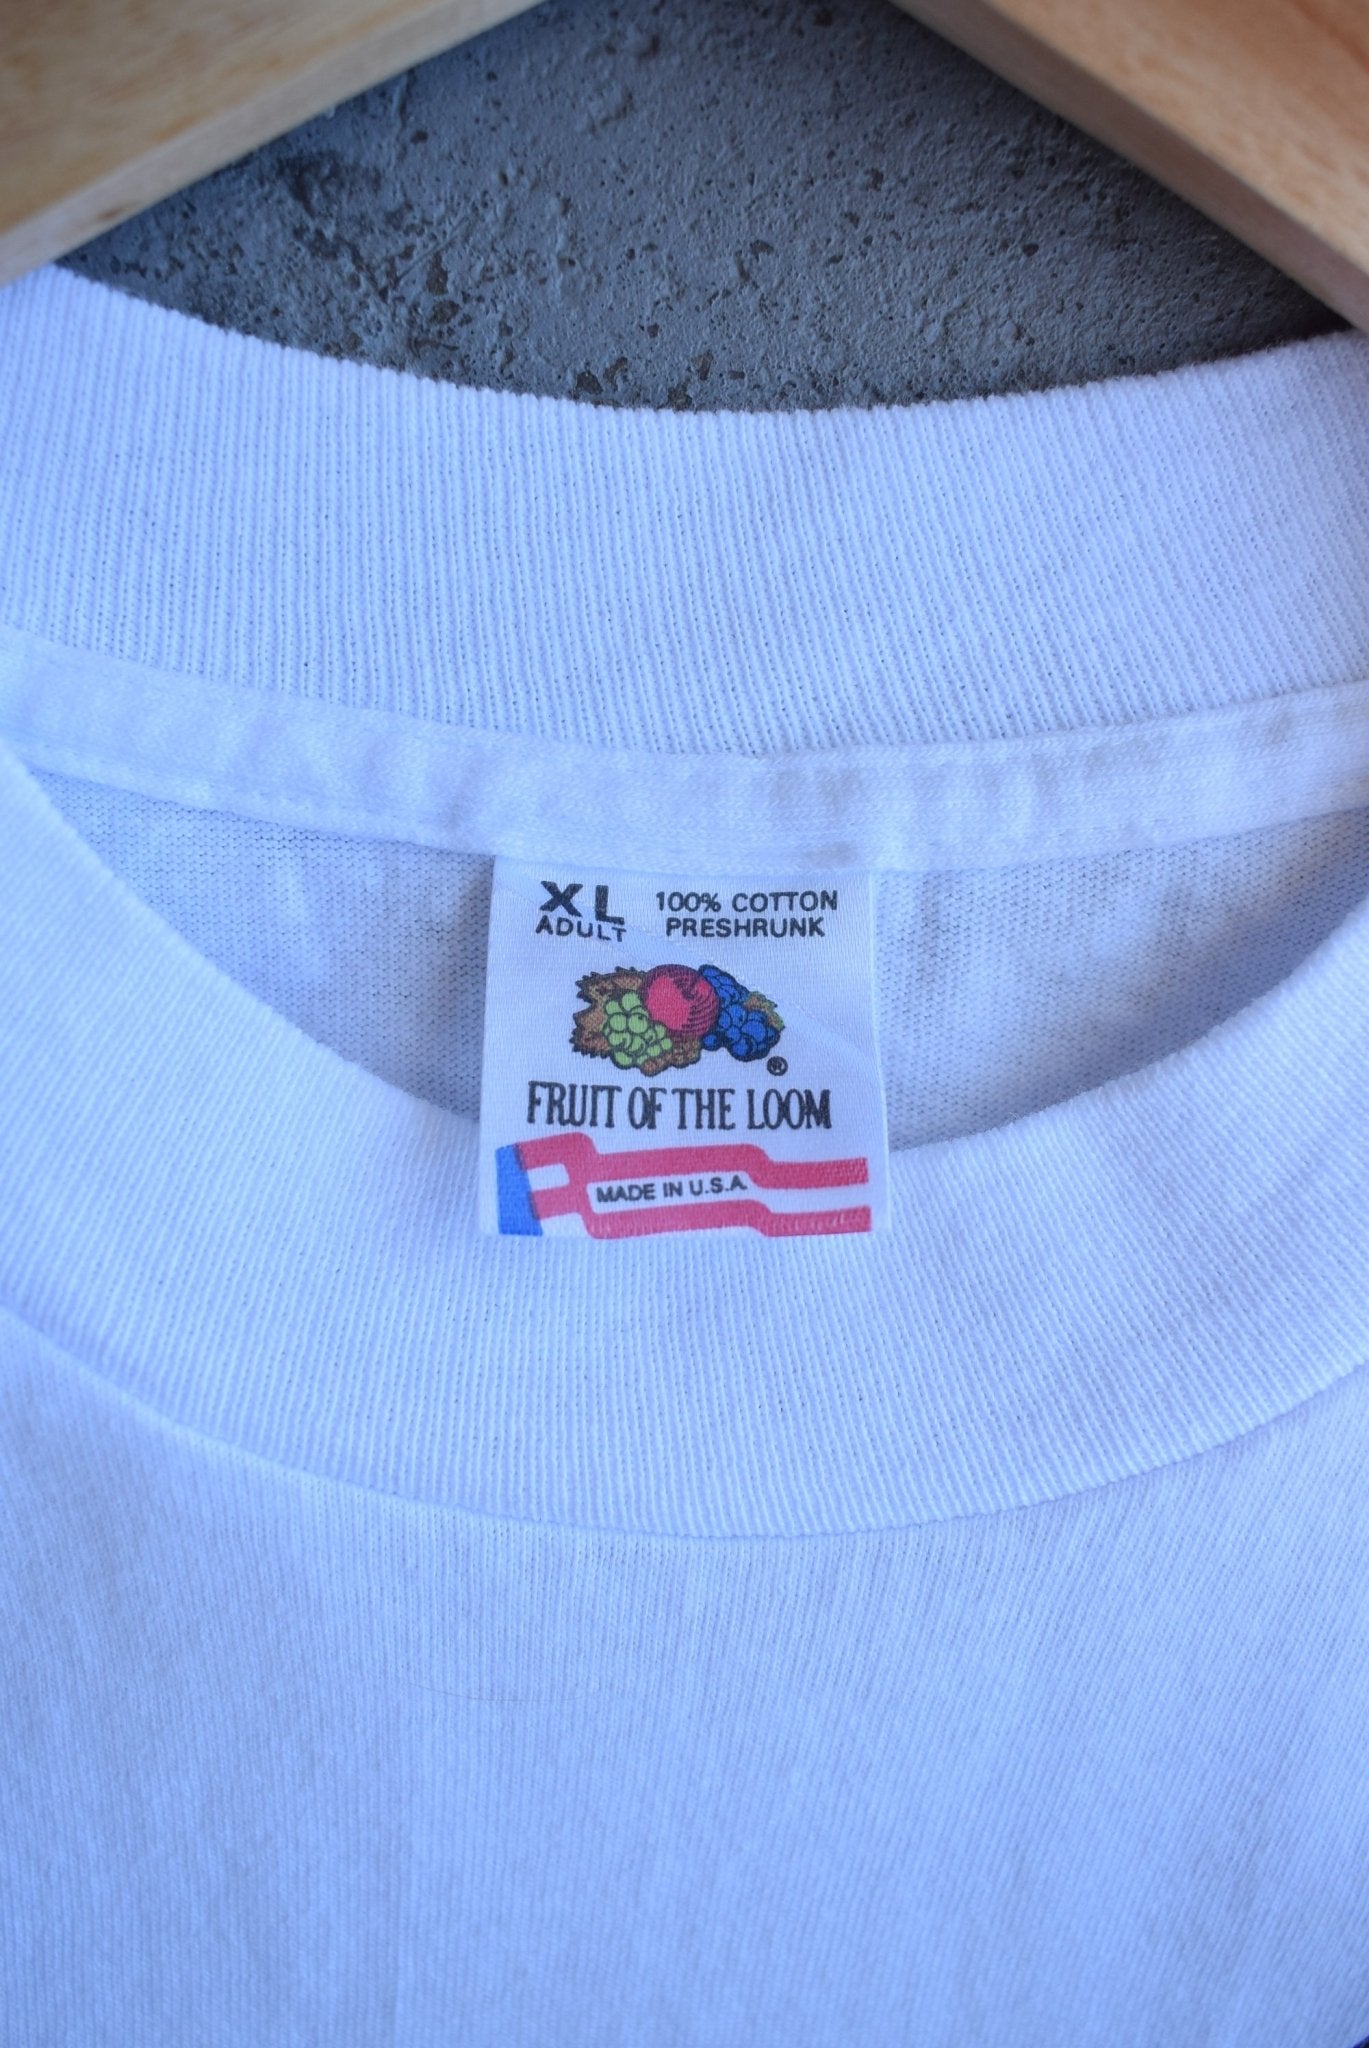 XL 100% COTTON
ADULT PRESHRUNK
®
FRUIT OF THE LOOM
MADE IN U.S.A.